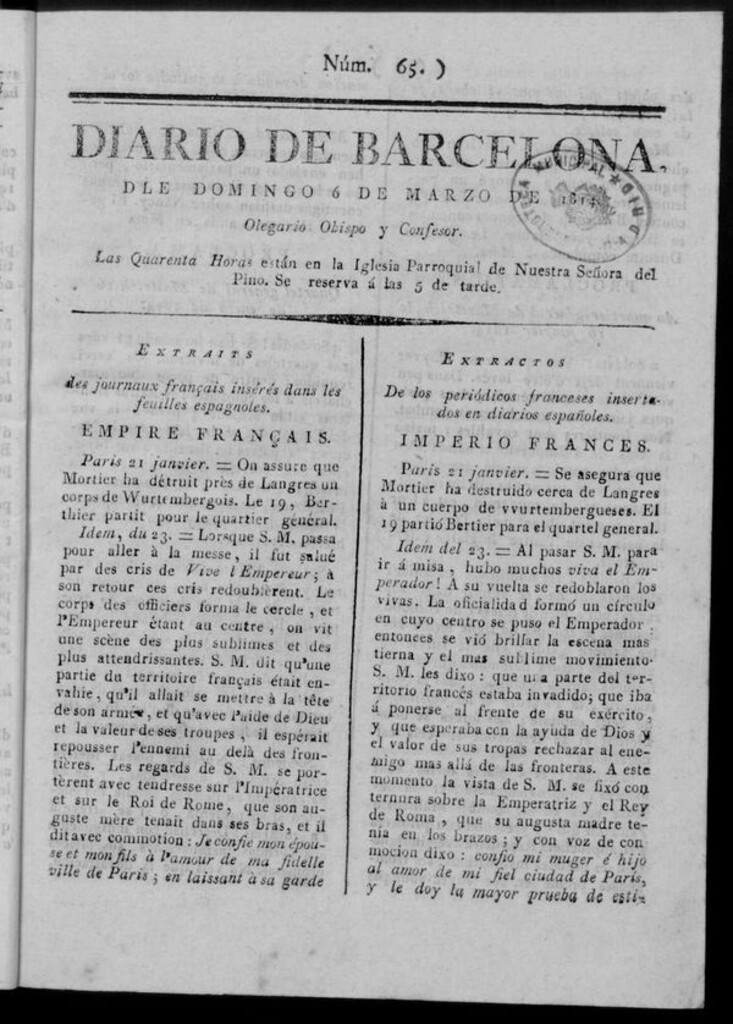 Núm. 65. )
DIARIO DE BARCELONA,
DLE DOMINGO 6 DE MARZO DE 1814.
Olegario Obispo y Confesor.
Las Quarenta Horas están en la Iglesia Parroquial de Nuestra Señora del
Pino. Se reserva á las 5 de tarde.
EXTRAITS
des journaux français insérés dans les
feuilles espagnoles.
EMPIRE FRANÇAIS.
Paris 21 janvier. = On assure que
Mortier ha détruit près de Langres un
corps de Wurtembergois. Le 19, Ber-
thier partit pour le quartier général.
Idem, du 23. = Lorsque S. M. passa
pour aller à la messe, il fut salué
par des cris de Vive l'Empereur; à
son retour ces cris redoublèrent. Le
corps des officiers forma le cercle, et
l'Empereur étant au centre, on vit
une scène des plus sublimes et des
plus attendrissantes. S. M. dit qu'une
partie du territoire français était en-
vahie, qu'il allait se mettre à la tête
de son armée, et qu'avec l'aide de Dieu
et la valeur de ses troupes, il espérait
repousser l'ennemi au delà des fron-
tières. Les regards de S. M. se por-
tèrent avec tendresse sur l'Impératrice
et sur le Roi de Rome, que son au-
guste mère tenait dans ses bras, et il
dit avec commotion: Je confie mon épou-
se et mon fils à l'amour de ma fidelle
ville de Paris; en laissant à sa garde
EXTRACTOS
De los periódicos franceses inserta-
dos en diarios españoles.
IMPERIO FRANCES.
Paris 21 janvier. = Se asegura que
Mortier ha destruido cerca de Langres
à un cuerpo de vvurtembergueses. El
19 partió Bertier para el quartel general.
Idem del 23. = Al pasar S. M. para
ir á misa, hubo muchos viva el Em-
perador! A su vuelta se redoblaron los
vivas. La oficialidad formó un círculo
en cuyo centro se puso el Emperador:
entonces se vió brillar la escena mas
tierna y el mas sublime movimiento.
S. M. les dixo: que una parte del ter-
ritorio francés estaba invadido; que iba
á ponerse al frente de su exército,
y que esperaba con la ayuda de Dios y
el valor de sus tropas rechazar al ene-
migo mas allá de las fronteras. A este
momento la vista de S. M. se fixó con
ternura sobre la Emperatriz y el Rey
de Roma, que su augusta madre te-
nia en los brazos; y con voz de con
mocion dixo: confio mi muger é hijo
al amor de mi fiel ciudad de París,
y le doy la mayor prueba de esti-